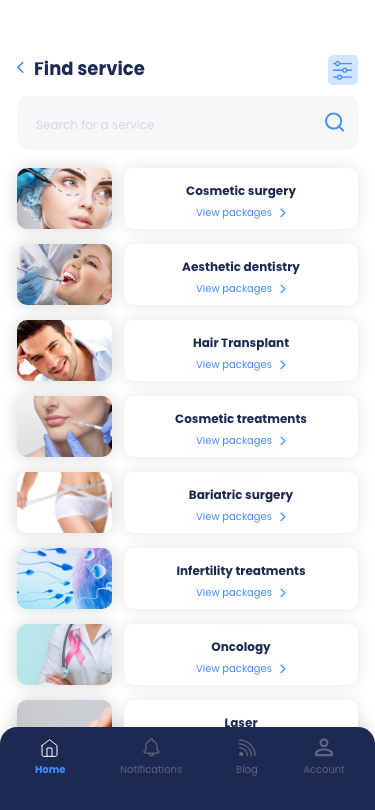 Find service
Search for a service
Cosmetic surgery
View packages
Aesthetic dentistry
View packages
Hair Transplant
View packages
Cosmetic treatments
View packages
Bariatric surgery
View packages
Infertility treatments
View packages
Oncology
View packages
Laser
Home
Notifications
Blog
Account